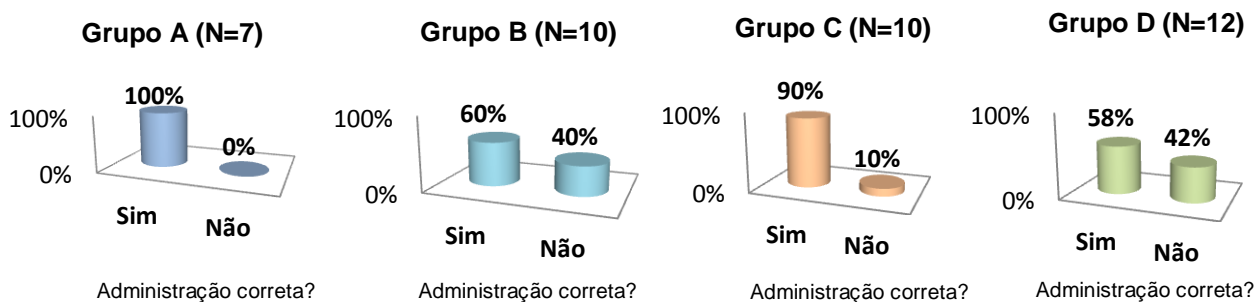 Grupo A (N=7)
100%
0%
100%
0%
Sim
Não
Administração correta?
Grupo B (N=10)
100%
0%
60%
40%
Sim
Não
Administração correta?
Grupo C (N=10)
100%
0%
90%
10%
Sim
Não
Administração correta?
Grupo D (N=12)
100%
0%
58%
42%
Sim
Não
Administração correta?